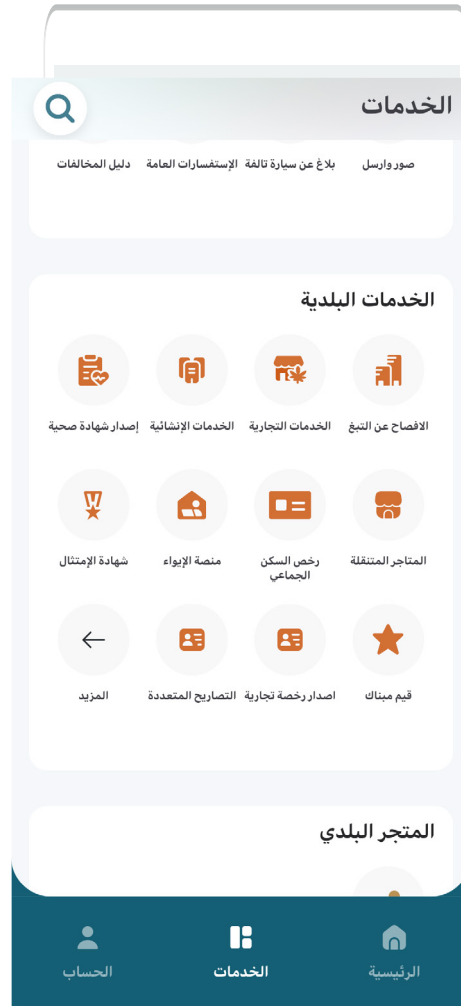 الخدمات
صور وارسل
بلاغ عن سيارة تالفة
الإستفسارات العامة
دليل المخالفات
الخدمات البلدية
الافصاح عن التبغ
الخدمات التجارية
الخدمات الإنشائية
إصدار شهادة صحية
المتاجر المتنقلة
رخص السكن
الجماعي
منصة الإيواء
شهادة الإمتثال
قيم مبناك
اصدار رخصة تجارية
التصاريح المتعددة
المزيد
المتجر البلدي
الرئيسية
الخدمات
الحساب